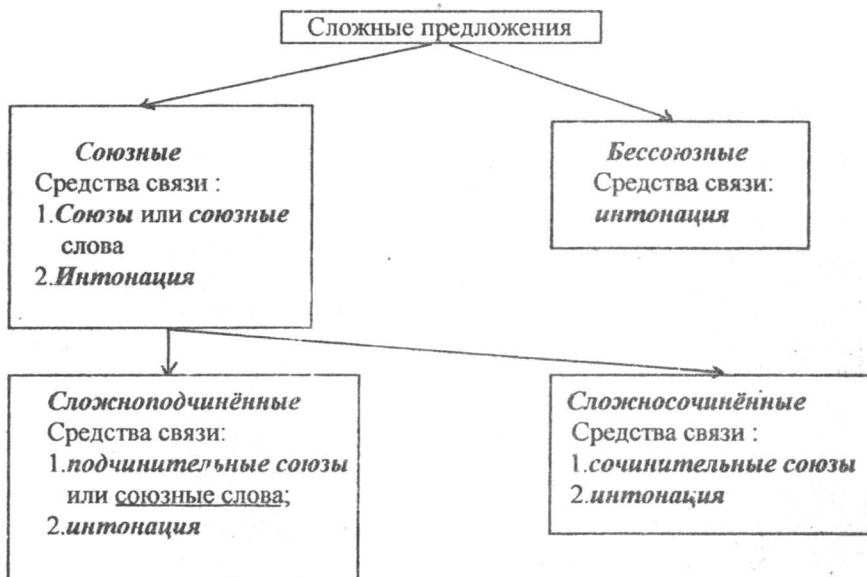 Сложные предложения
Союзные
Средства связи :
1.Союзы или союзные
слова
2.Интонация
Бессоюзные
Средства связи:
интонация
Сложноподчинённые
Средства связи:
1.подчинительные союзы
или союзные слова;
2.интонация
Сложносочинённые
Средства связи :
1.сочинительные союзы
2.интонация